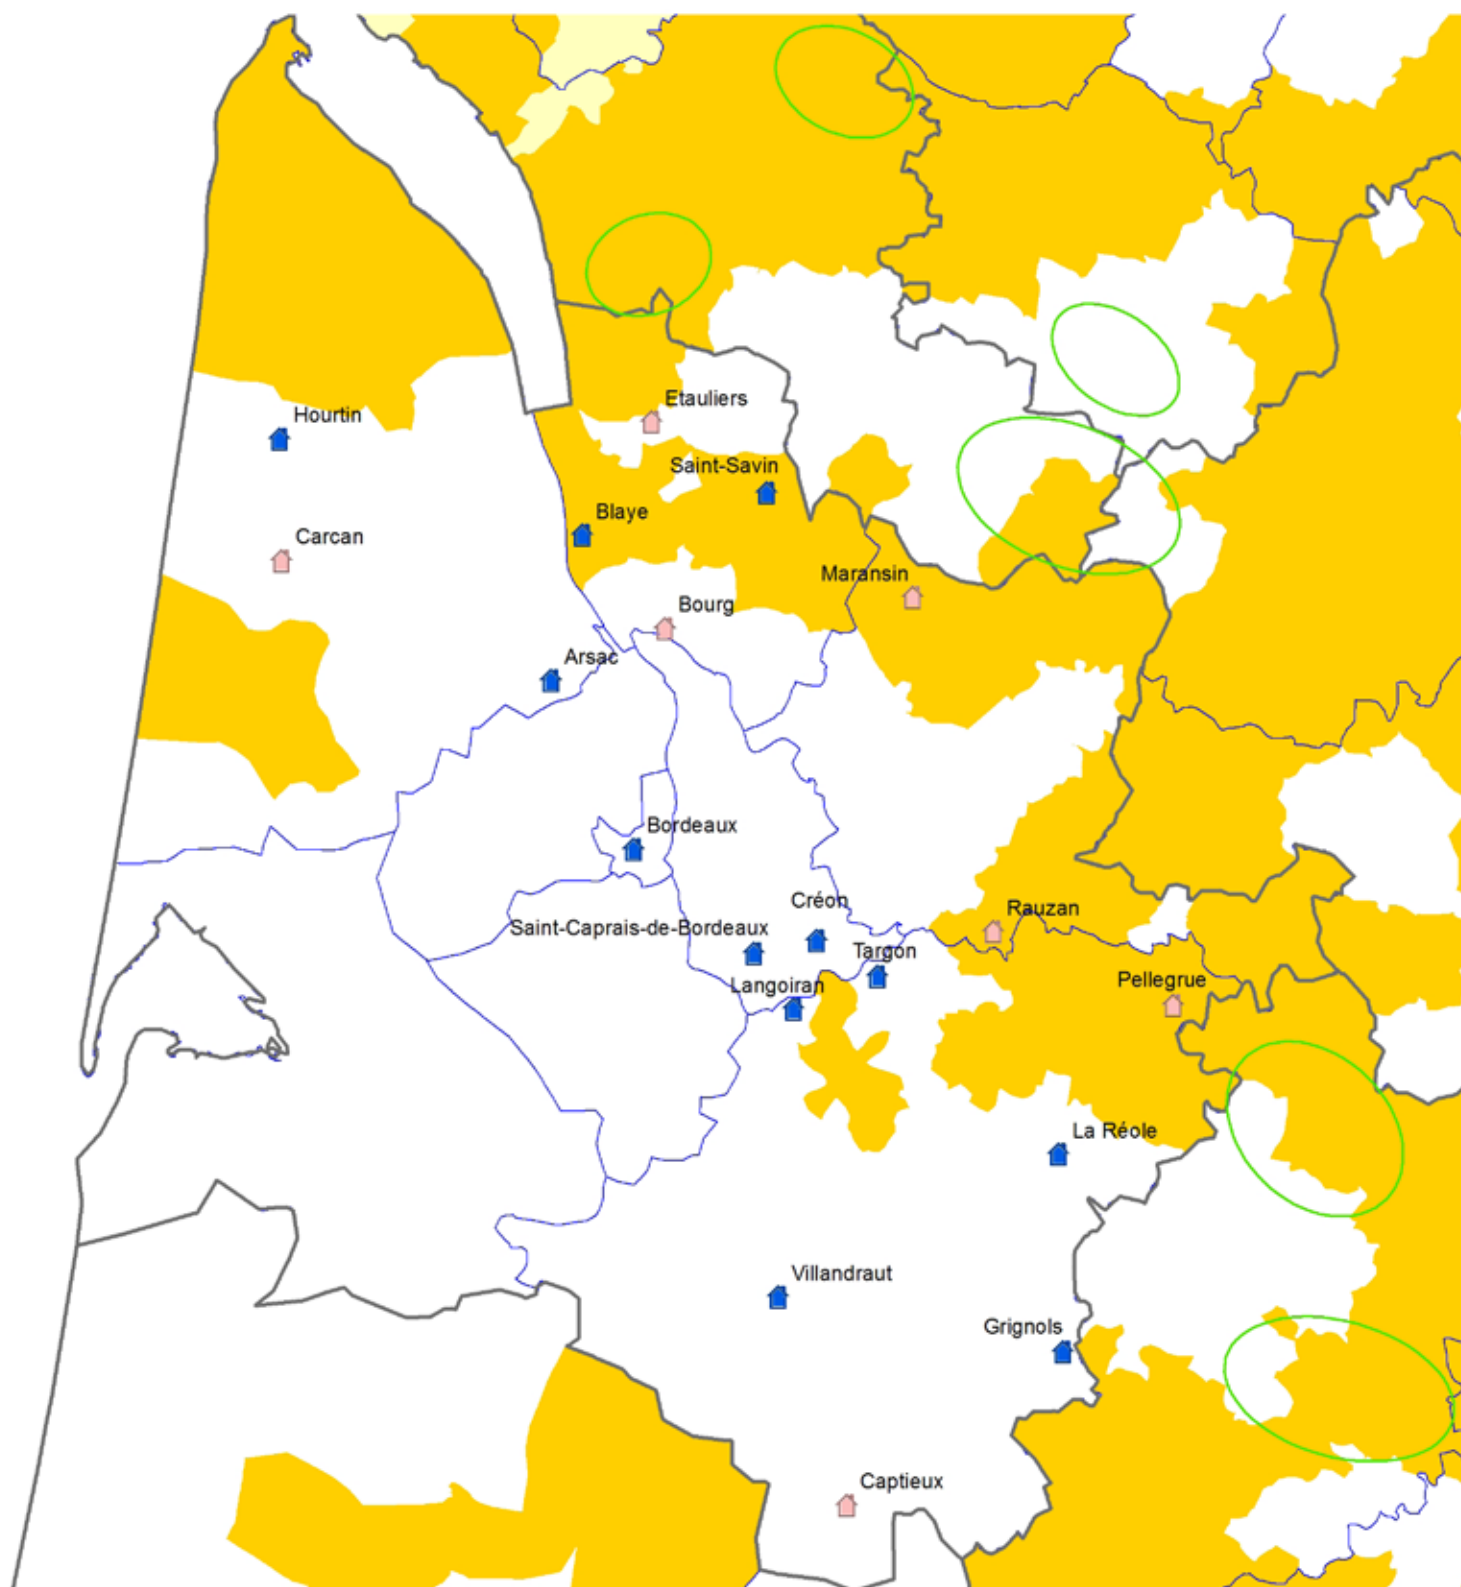 Etauliers
Hourtin
Saint-Savin
Blaye
Carcan
Maransin
Bourg
Arsac
Bordeaux
Créon
Rauzan
Saint-Caprais-de-Bordeaux
Targon
Pellegrue
Langoiran
La Réole
Villandraut
Grignols
Captieux